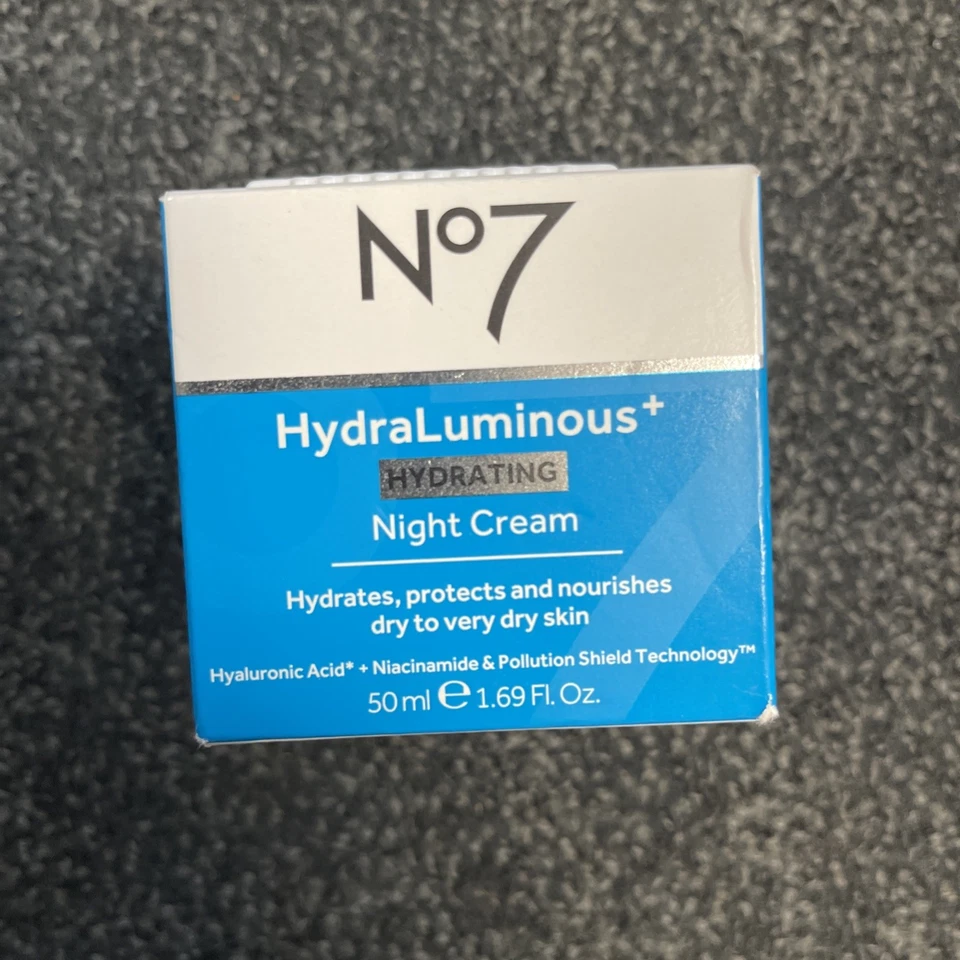 Nº7
HydraLuminous+
HYDRATING
Night Cream
Hydrates, protects and nourishes
dry to very dry skin
Hyaluronic Acid* + Niacinamide & Pollution Shield Technology™
50 ml ℮ 1.69 Fl. Oz.